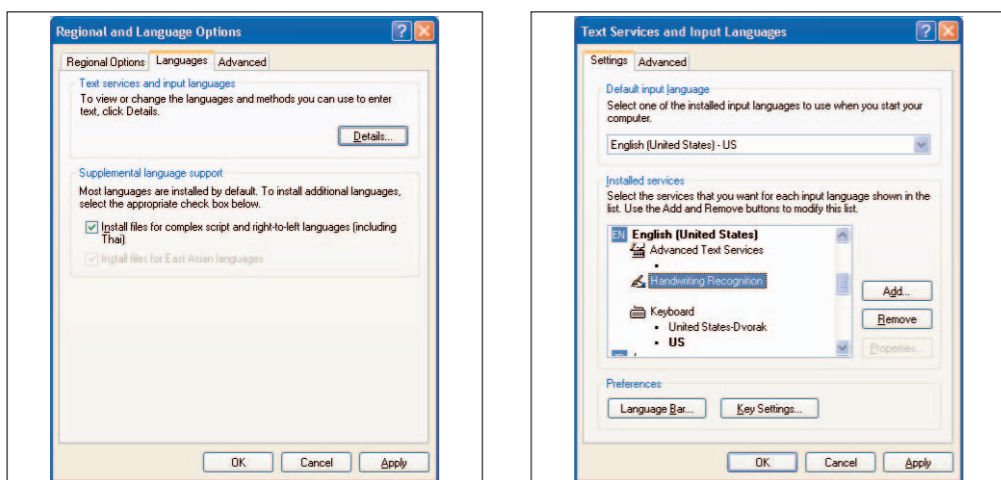 Regional and Language Options
Regional Options Languages Advanced
Text services and input languages
To view or change the languages and methods you can use to enter
text, click Details.
Details...
Supplemental language support
Most languages are installed by default. To install additional languages,
select the appropriate check box below.
Install files for complex script and right-to-left languages (including
Thai)
Install files for East Asian languages
OK Cancel Apply
Text Services and Input Languages
Settings Advanced
Default input language
Select one of the installed input languages to use when you start your
computer.
English (United States) - US
Installed services
Select the services that you want for each input language shown in the
list. Use the Add and Remove buttons to modify this list.
EN English (United States)
Advanced Text Services
Handwriting Recognition
Keyboard
• United States-Dvorak
• US
Add...
Remove
Properties...
Preferences
Language Bar... Key Settings...
OK Cancel Apply